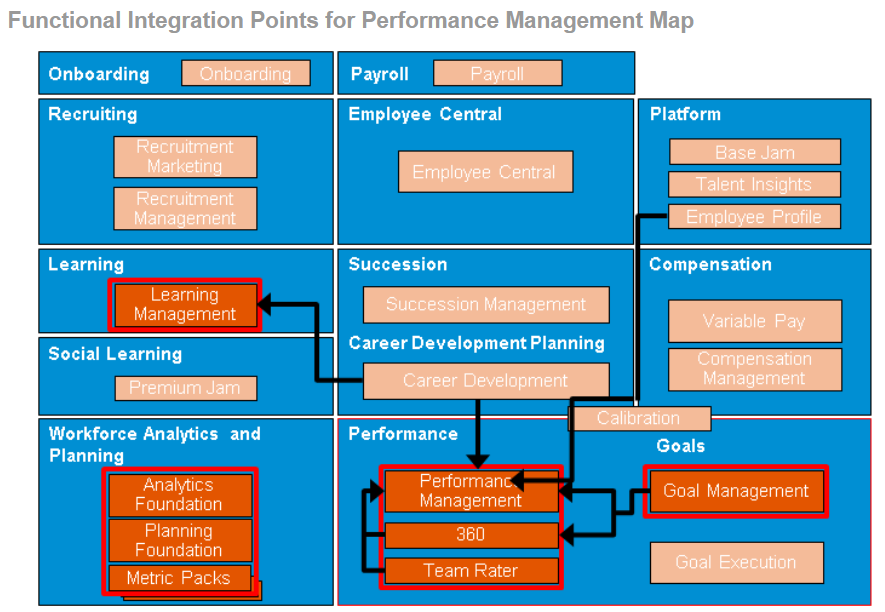 Functional Integration Points for Performance Management Map
Onboarding
Onboarding
Payroll
Payroll
Recruiting
Recruitment
Marketing
Recruitment
Management
Employee Central
Employee Central
Platform
Base Jam
Talent Insights
Employee Profile
Learning
Learning
Management
Succession
Succession Management
Career Development Planning
Career Development
Compensation
Variable Pay
Compensation
Management
Social Learning
Premium Jam
Calibration
Workforce Analytics and
Planning
Analytics
Foundation
Planning
Foundation
Metric Packs
Performance
Performance
Management
360
Team Rater
Goals
Goal Management
Goal Execution